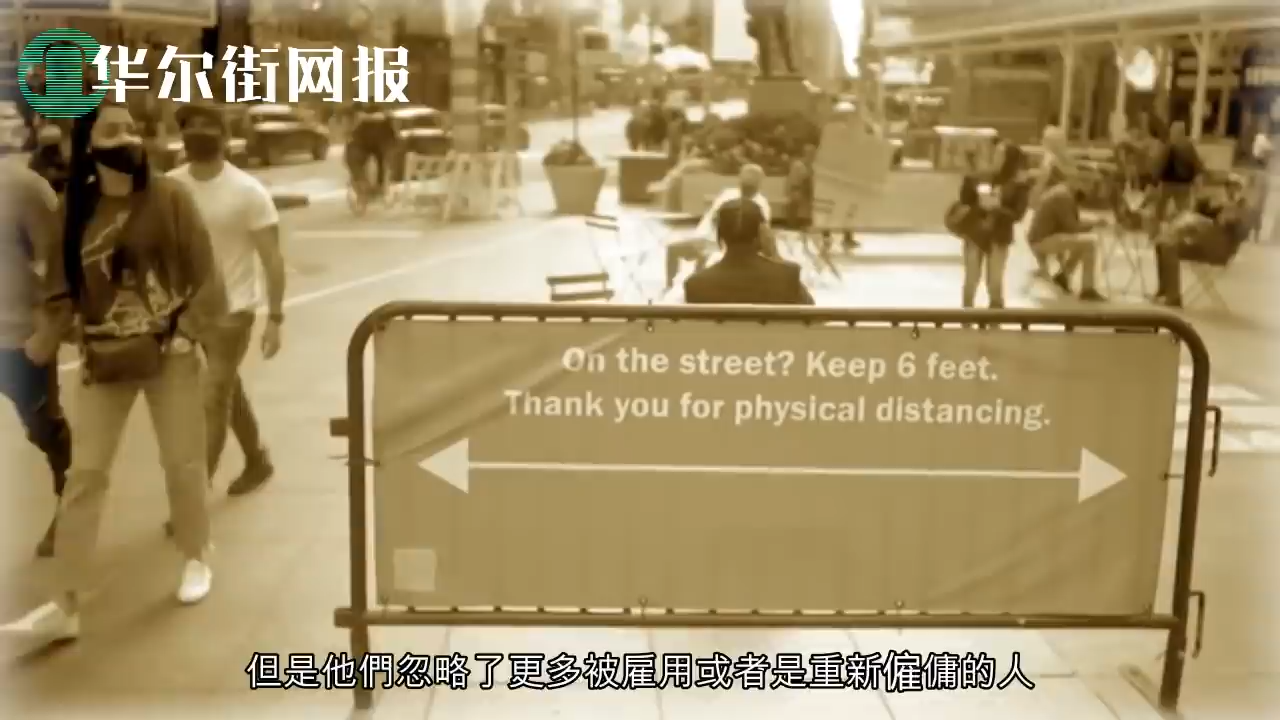 华尔街网报
On the street? Keep 6 feet.
Thank you for physical distancing.
但是他們忽略了更多被雇用或者是重新僱傭的人